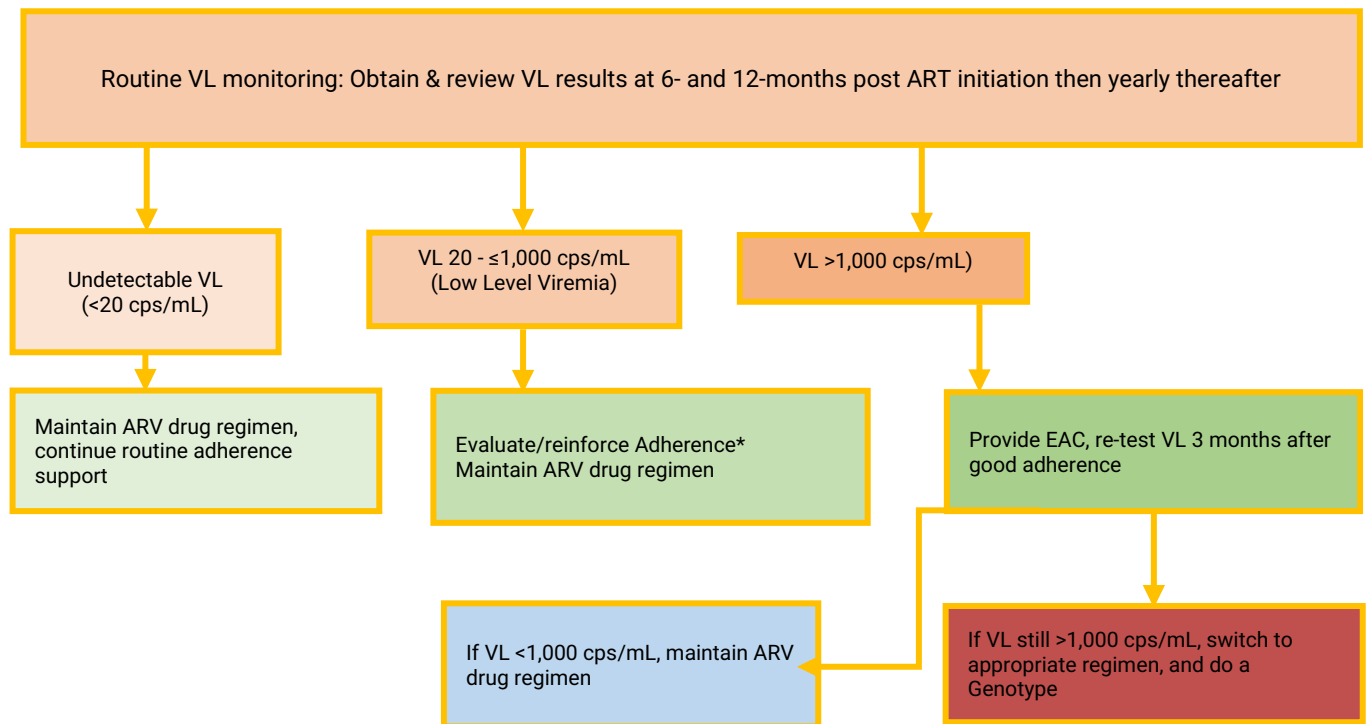 Routine VL monitoring: Obtain & review VL results at 6- and 12-months post ART initiation then yearly thereafter
Undetectable VL
(<20 cps/mL)
VL 20 - ≤1,000 cps/mL
(Low Level Viremia)
VL >1,000 cps/mL)
Maintain ARV drug regimen,
continue routine adherence
support
Evaluate/reinforce Adherence*
Maintain ARV drug regimen
Provide EAC, re-test VL 3 months after
good adherence
If VL <1,000 cps/mL, maintain ARV
drug regimen
If VL still >1,000 cps/mL, switch to
appropriate regimen, and do a
Genotype